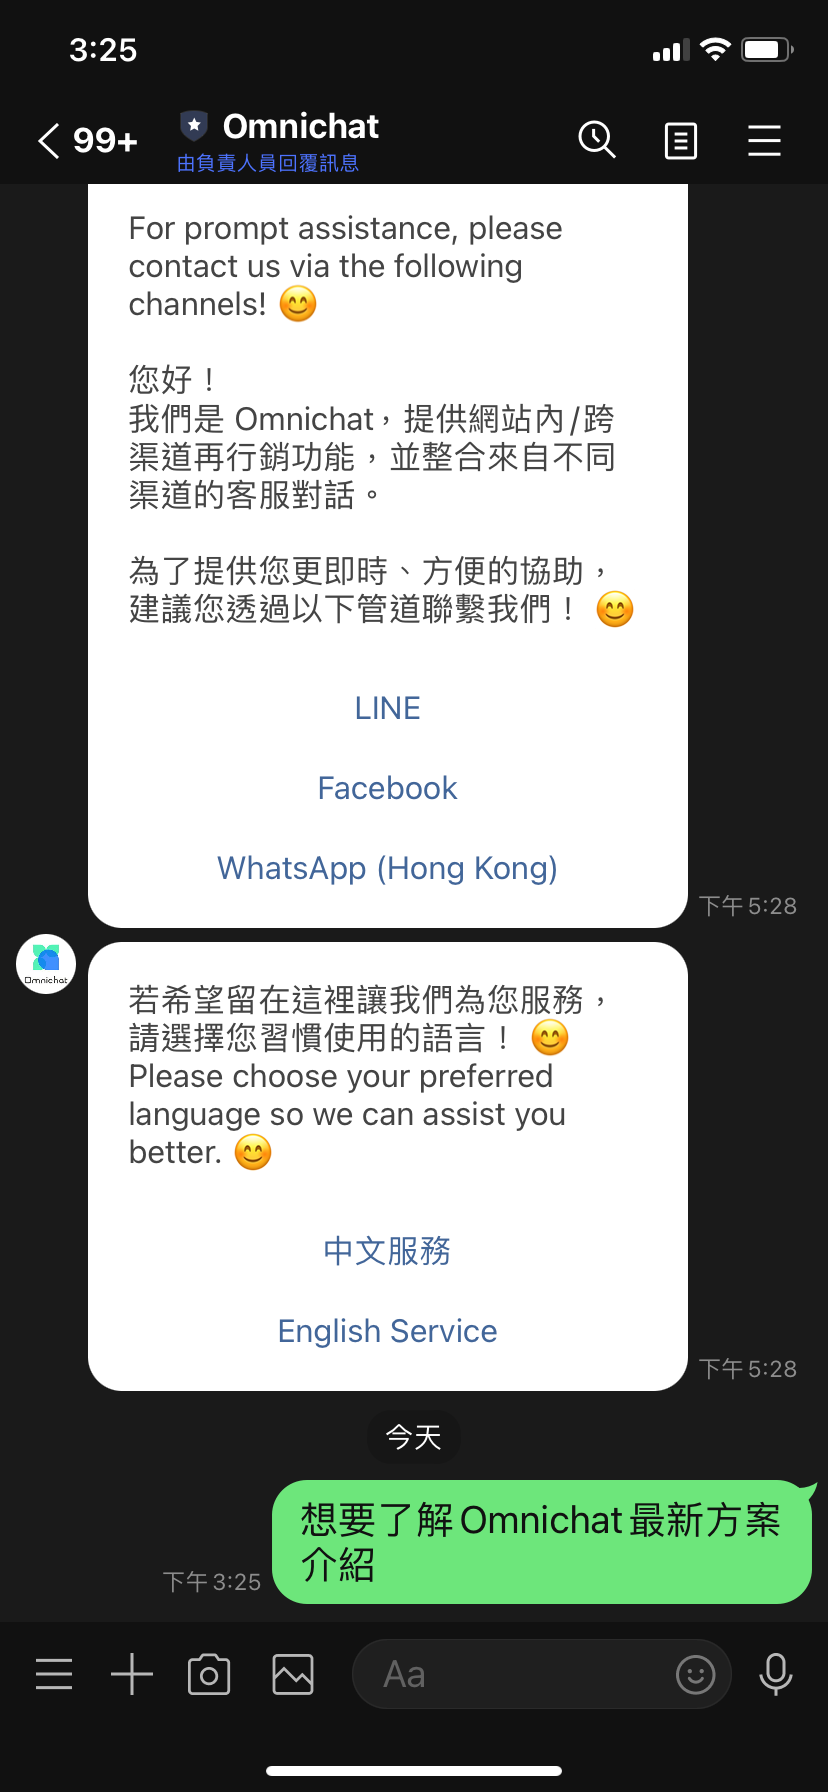 3:25
99+
Omnichat
由負責人員回覆訊息
For prompt assistance, please
contact us via the following
channels! 😊
您好！
我們是 Omnichat，提供網站內/跨
渠道再行銷功能，並整合來自不同
渠道的客服對話。
為了提供您更即時、方便的協助，
建議您透過以下管道聯繫我們！ 😊
LINE
Facebook
WhatsApp (Hong Kong)
下午 5:28
Omnichat
若希望留在這裡讓我們為您服務，
請選擇您習慣使用的語言！ 😊
Please choose your preferred
language so we can assist you
better. 😊
中文服務
English Service
下午 5:28
今天
想要了解Omnichat最新方案
介紹
下午 3:25
Aa